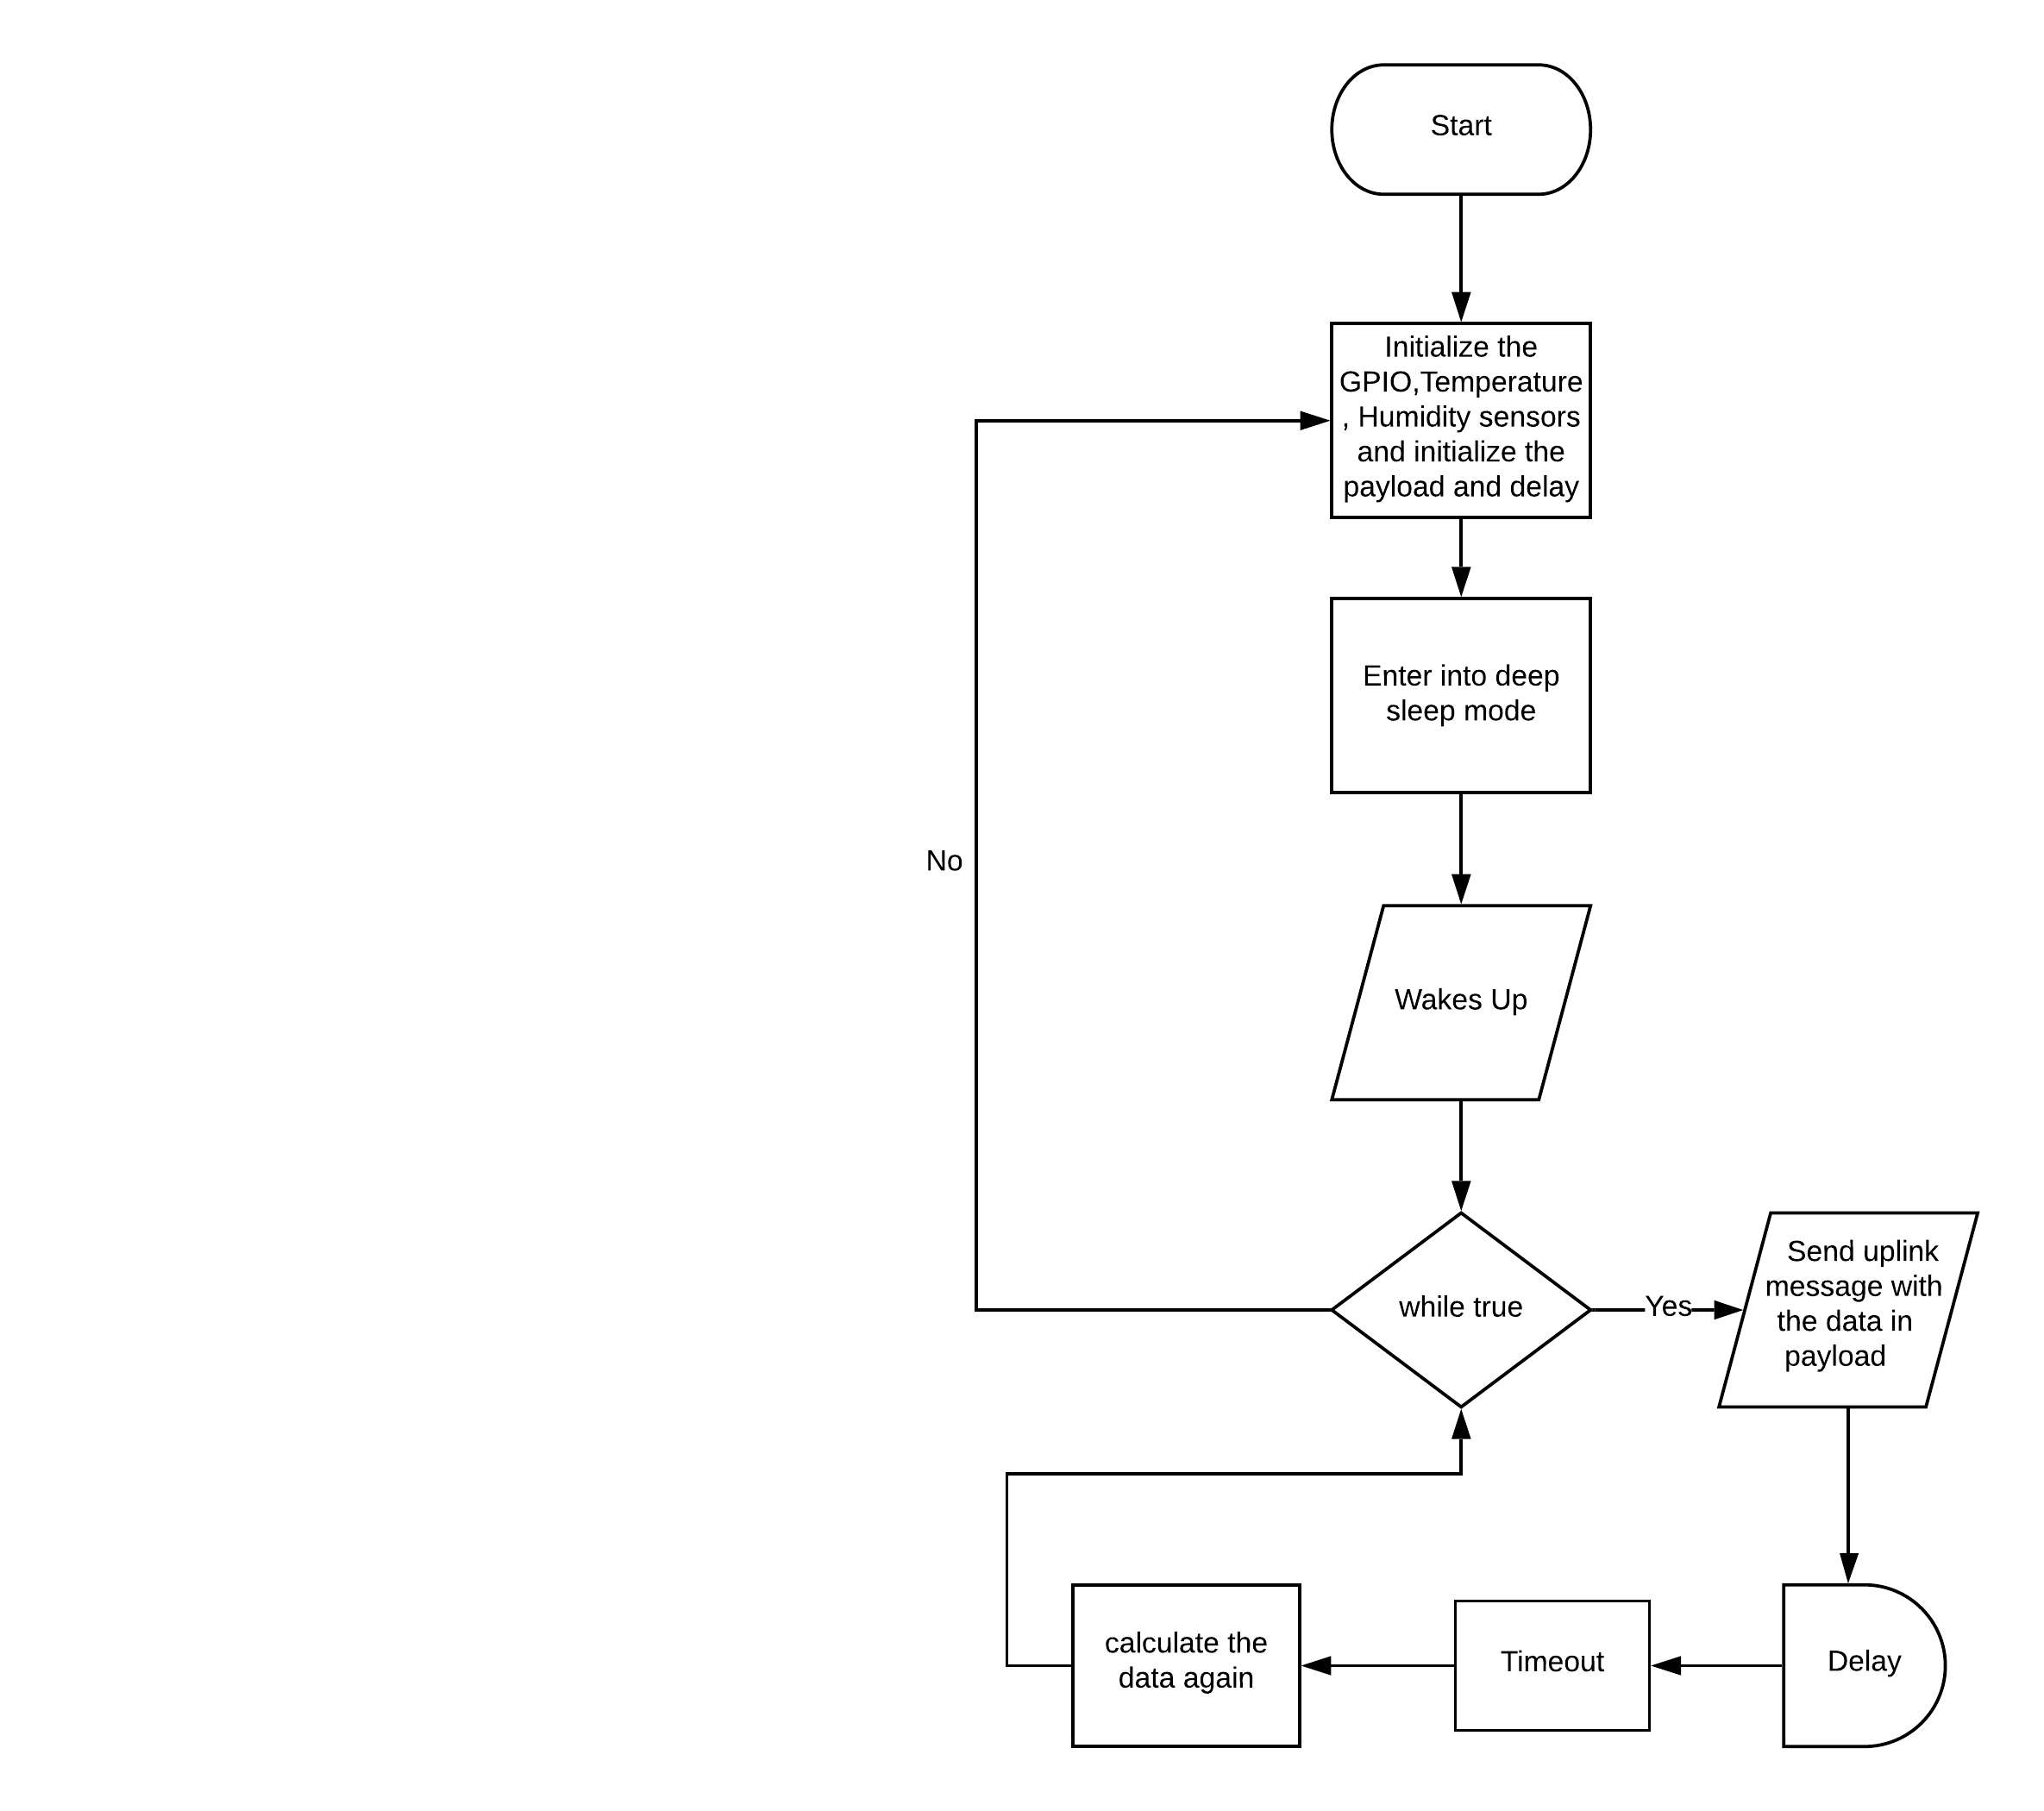 Start
Initialize the
GPIO,Temperature
, Humidity sensors
and initialize the
payload and delay
Enter into deep
sleep mode
No
Wakes Up
while true
Yes
Send uplink
message with
the data in
payload
calculate the
data again
Timeout
Delay